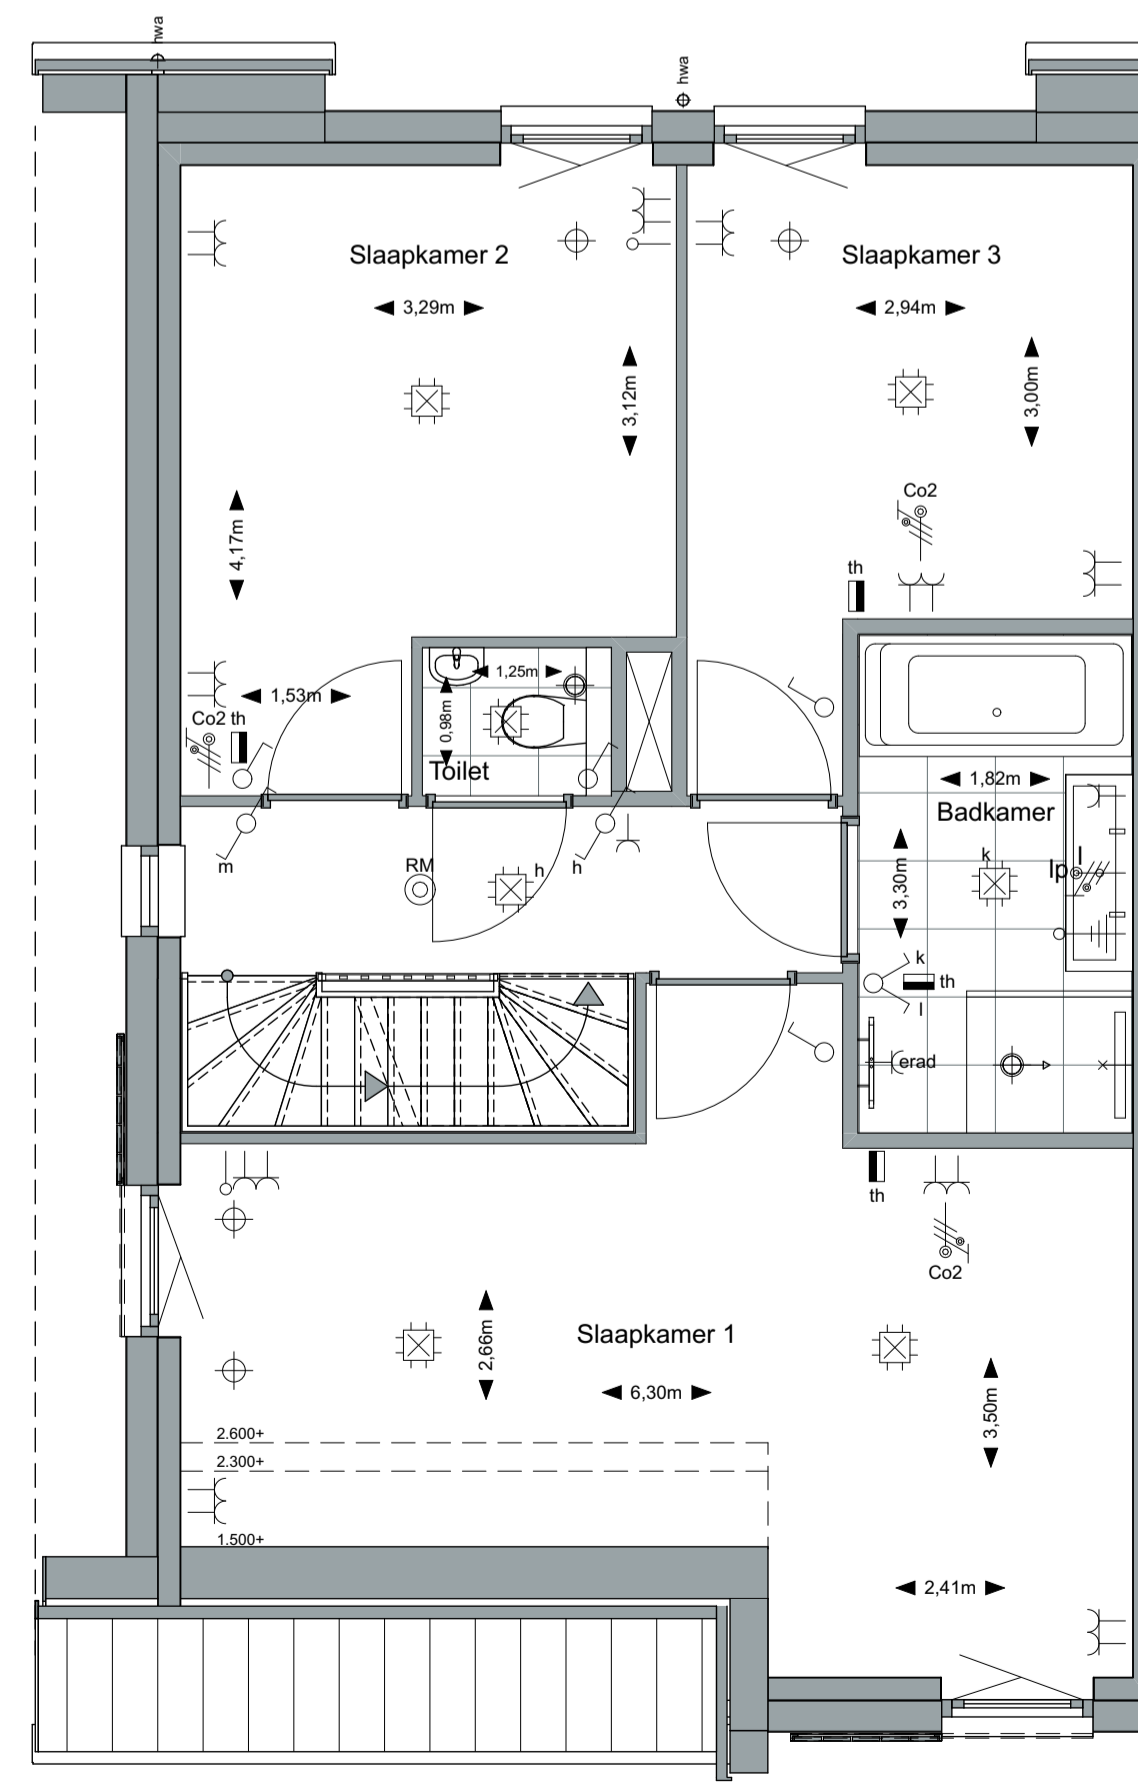 hwa
hwa
Slaapkamer 2
Slaapkamer 3
3,29m
2,94m
3,12m
3,00m
4,17m
Co2
th
1,53m
1,25m
0,98m
Co2 th
Toilet
1,82m
Badkamer
m
RM
h
h
k
lp
l
3,30m
k
th
l
erad
th
Co2
2,66m
Slaapkamer 1
6,30m
3,50m
2.600+
2.300+
1.500+
2,41m